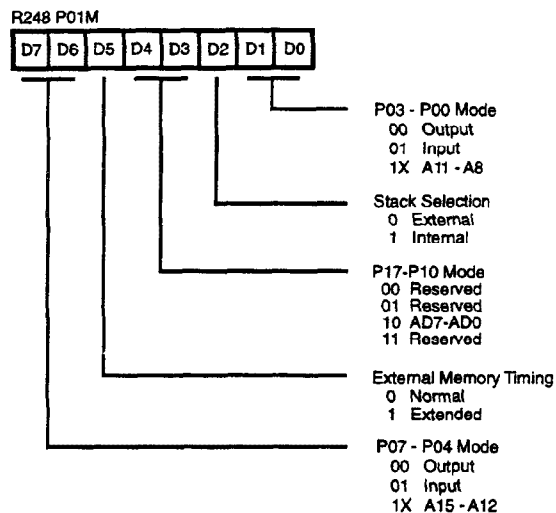 R248 P01M
D7 D6 D5 D4 D3 D2 D1 D0
P03 - P00 Mode
00 Output
01 Input
1X A11 - A8
Stack Selection
0 External
1 Internal
P17-P10 Mode
00 Reserved
01 Reserved
10 AD7-AD0
11 Reserved
External Memory Timing
0 Normal
1 Extended
P07 - P04 Mode
00 Output
01 Input
1X A15 - A12